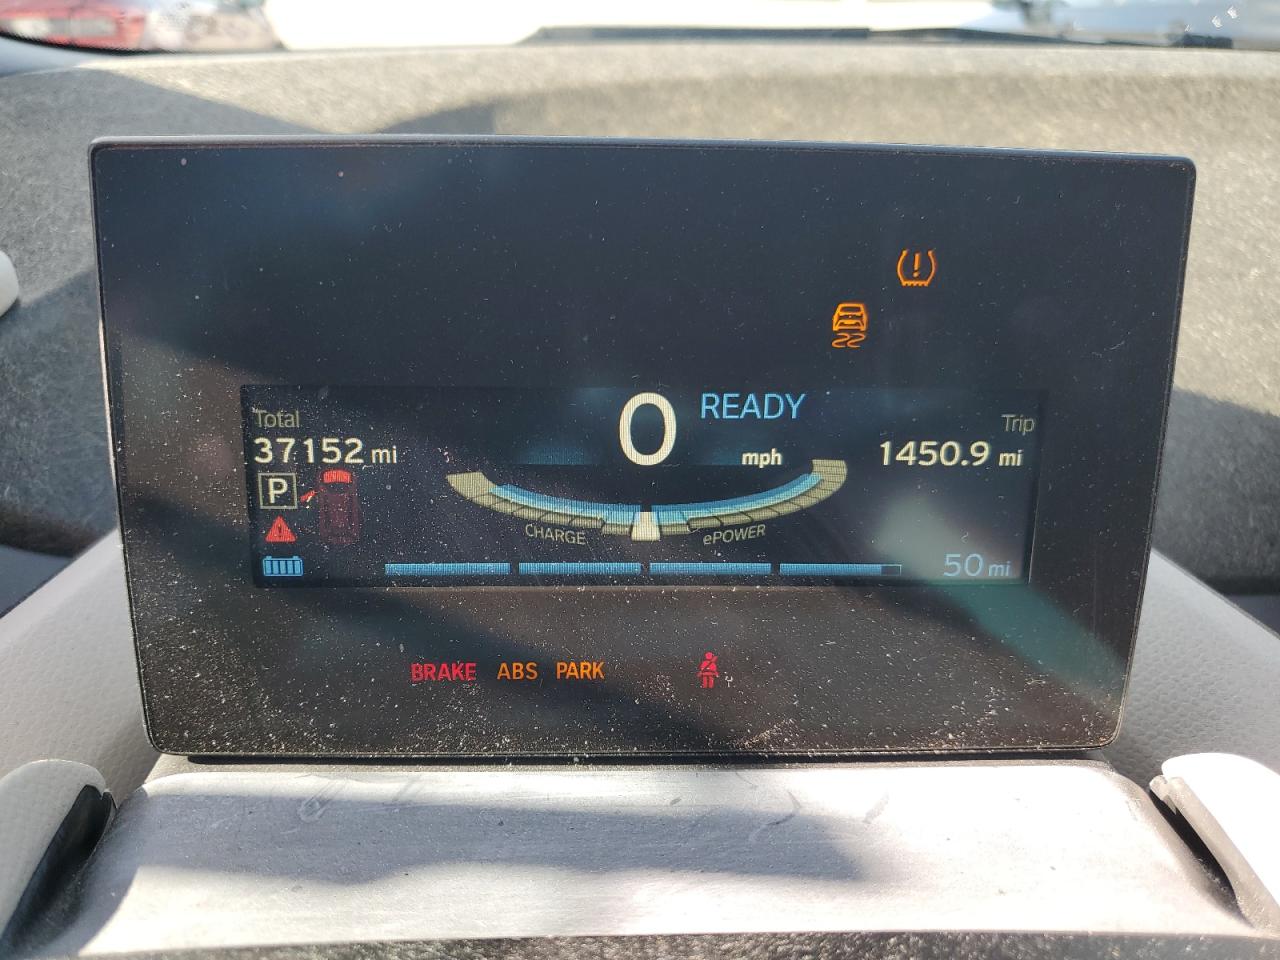 0 READY
Total
Trip
37152 mi
mph
1450.9 mi
P
CHARGE
ePOWER
50 mi
BRAKE ABS PARK